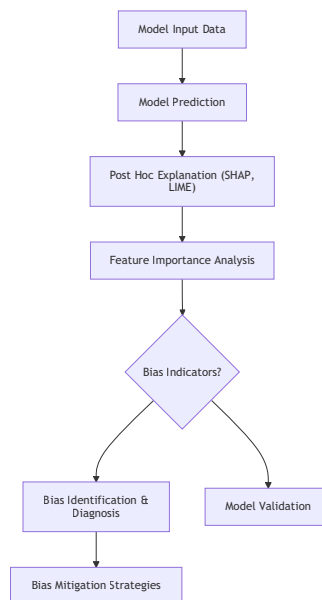 Model Input Data
Model Prediction
Post Hoc Explanation (SHAP,
LIME)
Feature Importance Analysis
Bias Indicators?
Bias Identification &
Diagnosis
Model Validation
Bias Mitigation Strategies